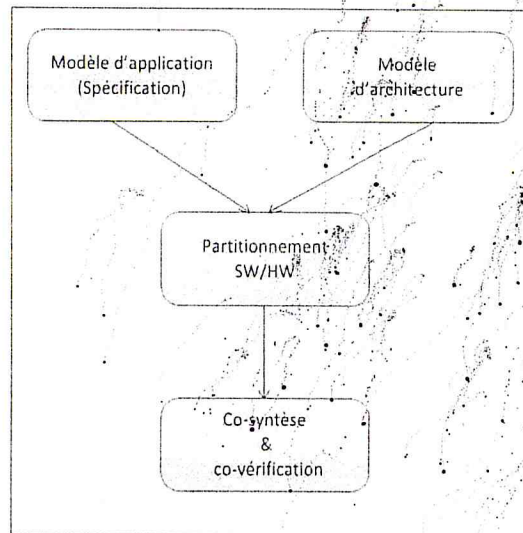 Modèle d'application
(Spécification)
Modèle
d'architecture
Partitionnement
SW/HW
Co-syntèse
&
co-vérification